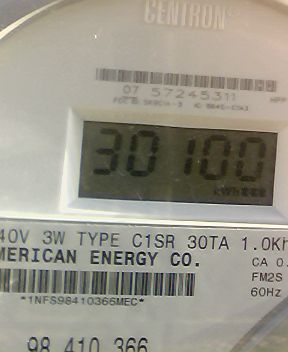 CENTRON®
07 57245311
30100
kWh
40V 3W TYPE C1SR 30TA 1.0Kh
MERICAN ENERGY CO.
CA 0.
FM2S
60Hz
*1NFS98410366MEC*
98 410 366